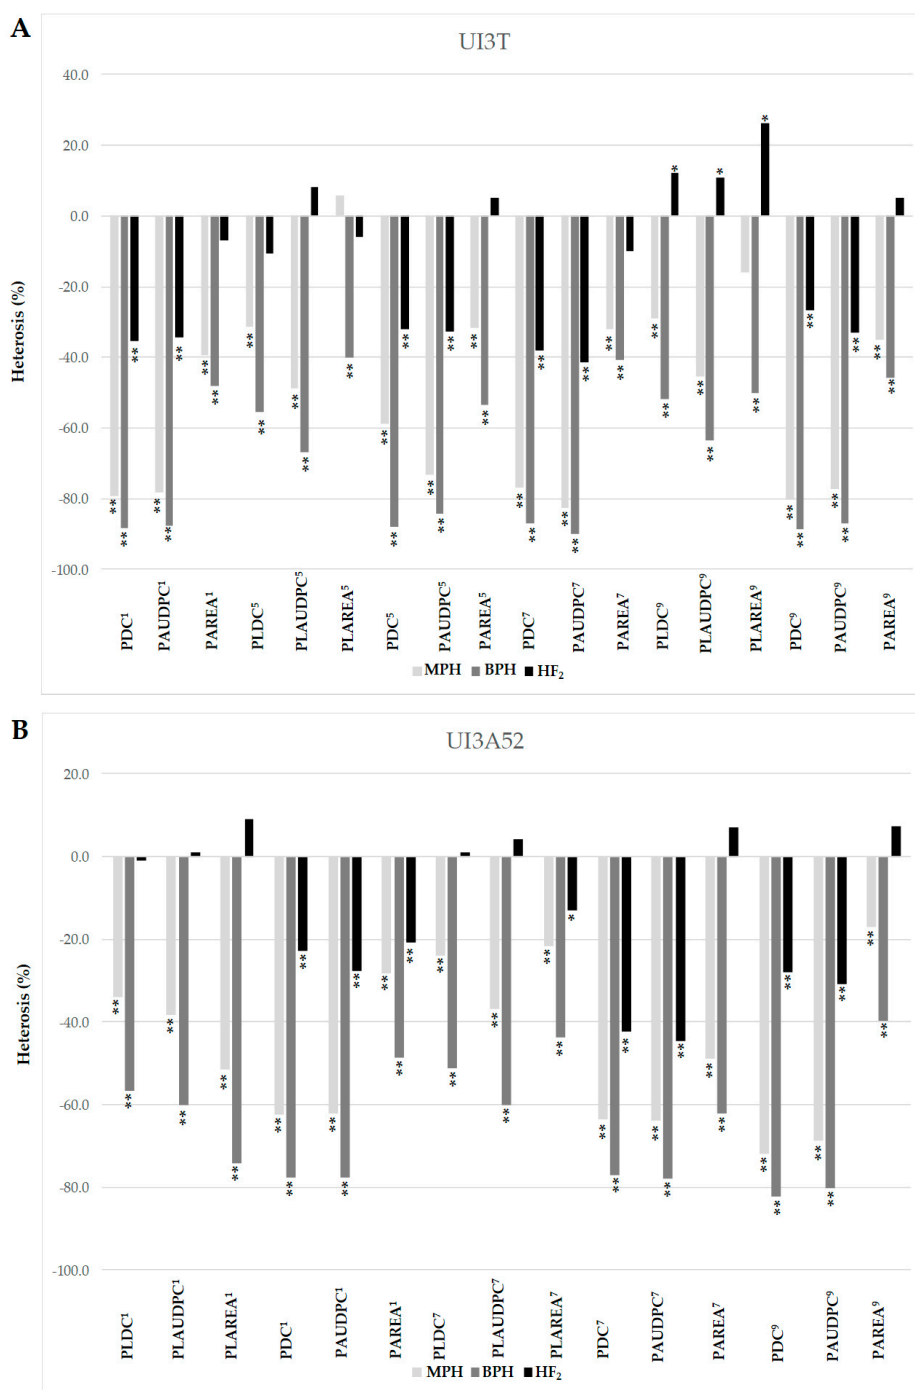 A
UI3T
40.0
20.0
0.0
-20.0
-40.0
-60.0
-80.0
-100.0
Heterosis (%)
PDC¹ PAUDPC¹ PAREA¹ PLDC⁵ PLAUDPC⁵ PLAREA⁵ PDC⁵ PAUDPC⁵ PAREA⁵ PDC⁷ PAUDPC⁷ PAREA⁷ PLDC⁹ PLAUDPC⁹ PLAREA⁹ PDC⁹ PAUDPC⁹ PAREA⁹
MPH BPH HF₂
B
UI3A52
20.0
0.0
-20.0
-40.0
-60.0
-80.0
-100.0
Heterosis (%)
PLDC¹ PLAUDPC¹ PLAREA¹ PDC¹ PAUDPC¹ PAREA¹ PLDC⁷ PLAUDPC⁷ PLAREA⁷ PDC⁷ PAUDPC⁷ PAREA⁷ PDC⁹ PAUDPC⁹ PAREA⁹
MPH BPH HF₂